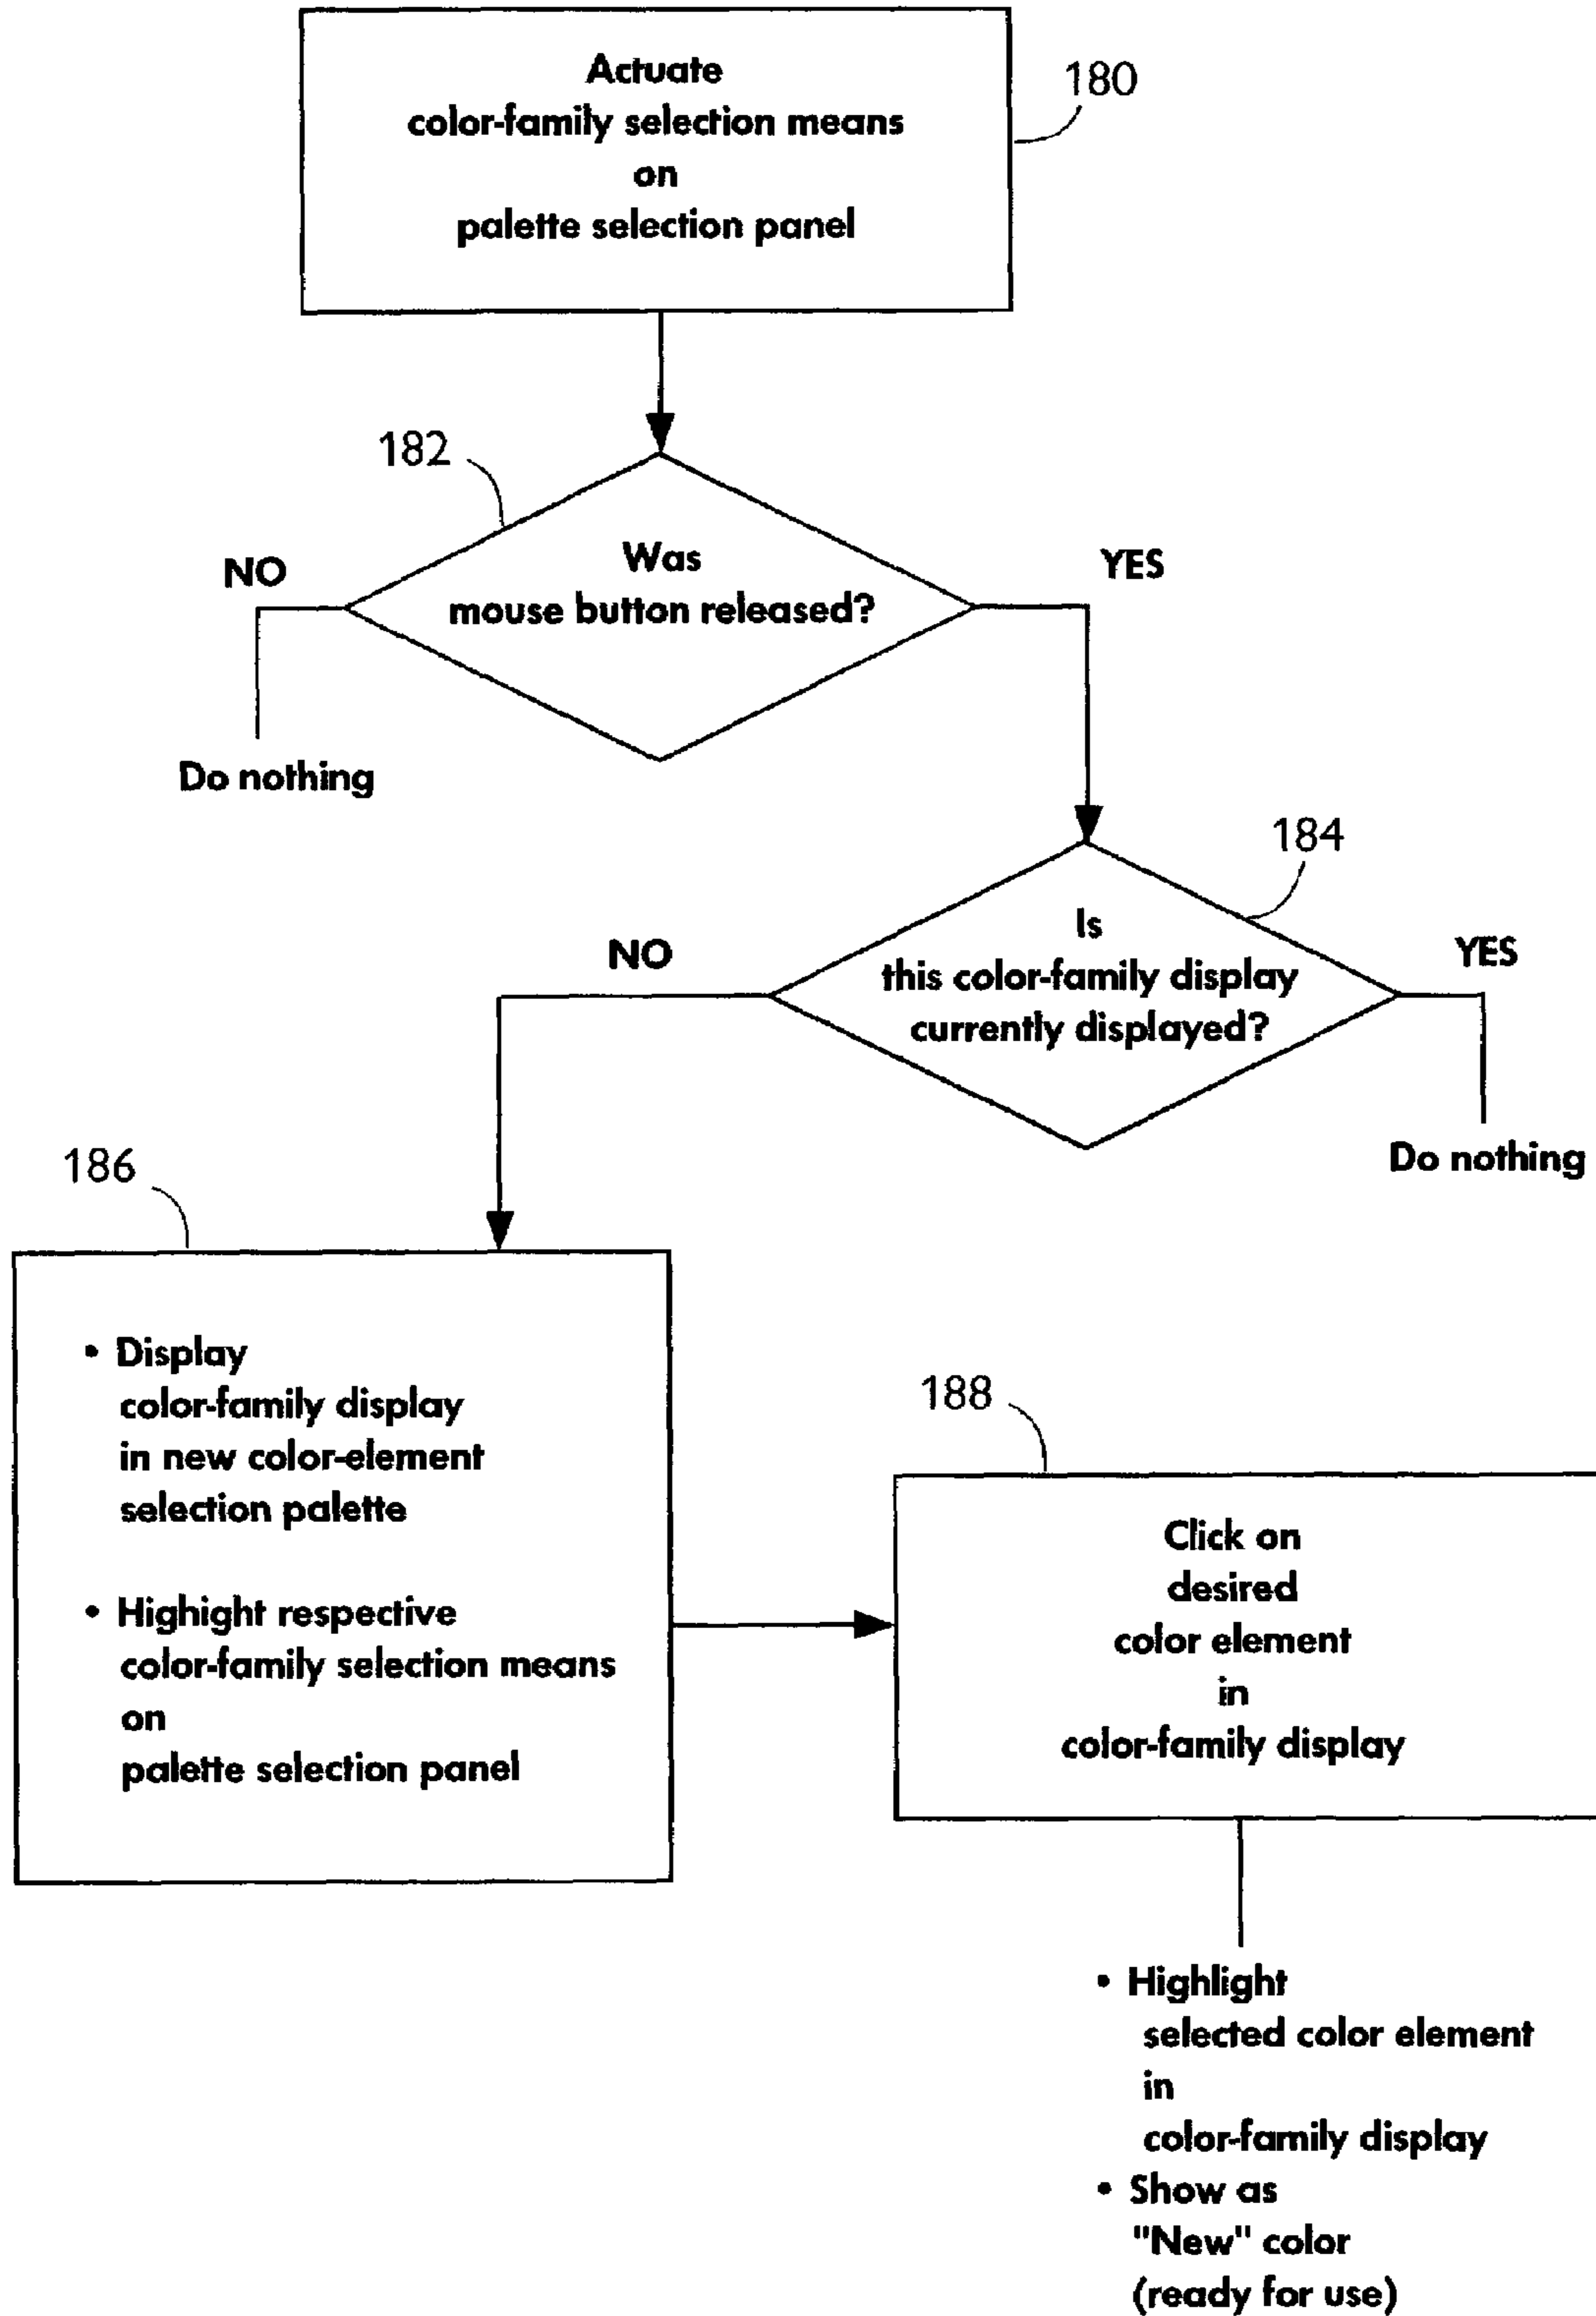 Actuate
color-family selection means
on
palette selection panel
180
182
NO
Was
mouse button released?
YES
Do nothing
184
NO
Is
this color-family display
currently displayed?
YES
Do nothing
186
• Display
color-family display
in new color-element
selection palette
• Highight respective
color-family selection means
on
palette selection panel
188
Click on
desired
color element
in
color-family display
• Highlight
selected color element
in
color-family display
• Show as
"New" color
(ready for use)